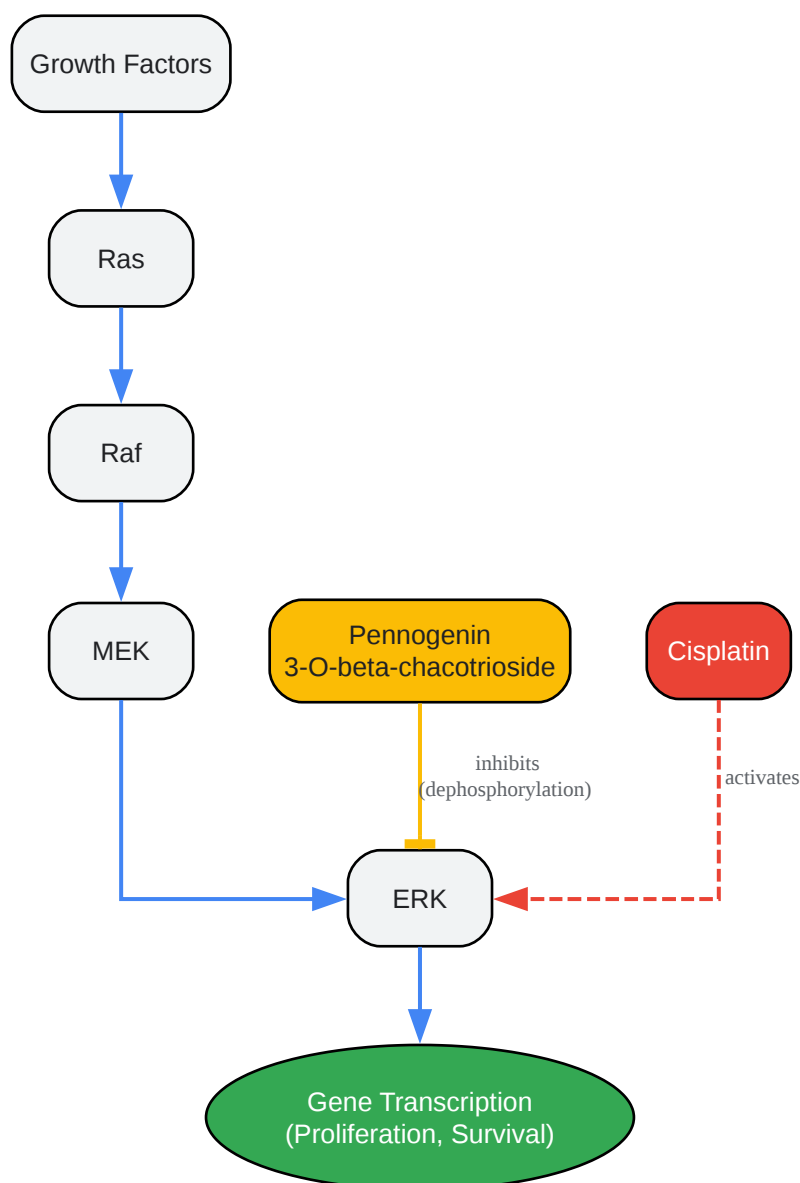 Growth Factors
Ras
Raf
MEK
Pennogenin
3-O-beta-chacotrioside
Cisplatin
inhibits
(dephosphorylation)
activates
ERK
Gene Transcription
(Proliferation, Survival)